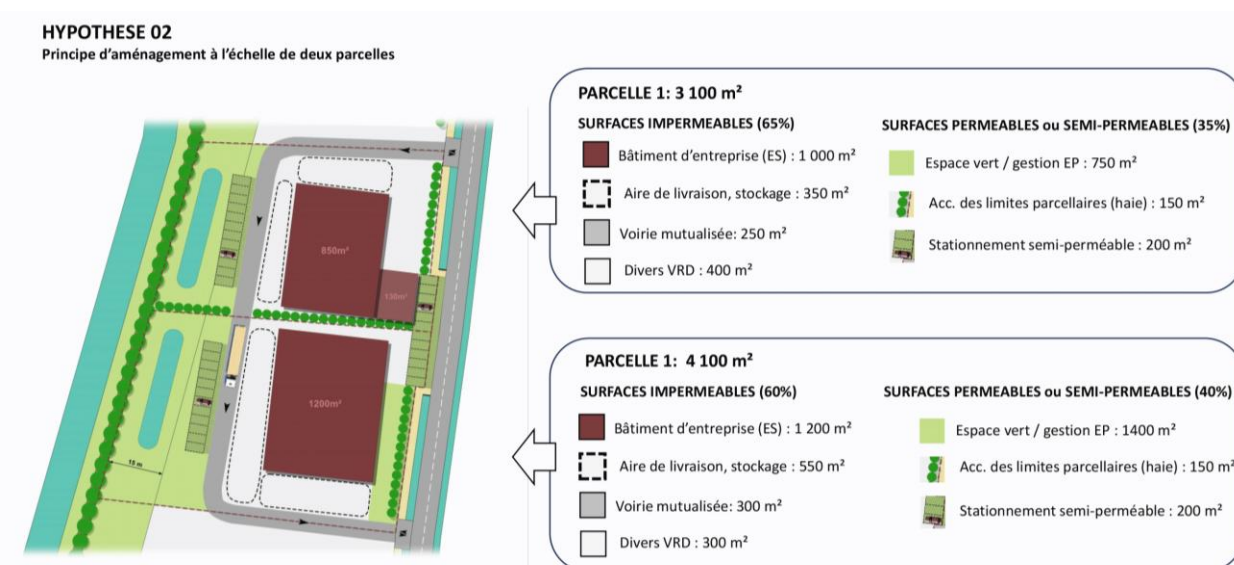 HYPOTHESE 02
Principe d’aménagement à l’échelle de deux parcelles
850m²
130m²
1200m²
15 m
PARCELLE 1: 3 100 m²
SURFACES IMPERMEABLES (65%)
Bâtiment d’entreprise (ES) : 1 000 m²
Aire de livraison, stockage : 350 m²
Voirie mutualisée: 250 m²
Divers VRD : 400 m²
SURFACES PERMEABLES ou SEMI-PERMEABLES (35%)
Espace vert / gestion EP : 750 m²
Acc. des limites parcellaires (haie) : 150 m²
Stationnement semi-perméable : 200 m²
PARCELLE 1: 4 100 m²
SURFACES IMPERMEABLES (60%)
Bâtiment d’entreprise (ES) : 1 200 m²
Aire de livraison, stockage : 550 m²
Voirie mutualisée: 300 m²
Divers VRD : 300 m²
SURFACES PERMEABLES ou SEMI-PERMEABLES (40%)
Espace vert / gestion EP : 1400 m²
Acc. des limites parcellaires (haie) : 150 m²
Stationnement semi-perméable : 200 m²